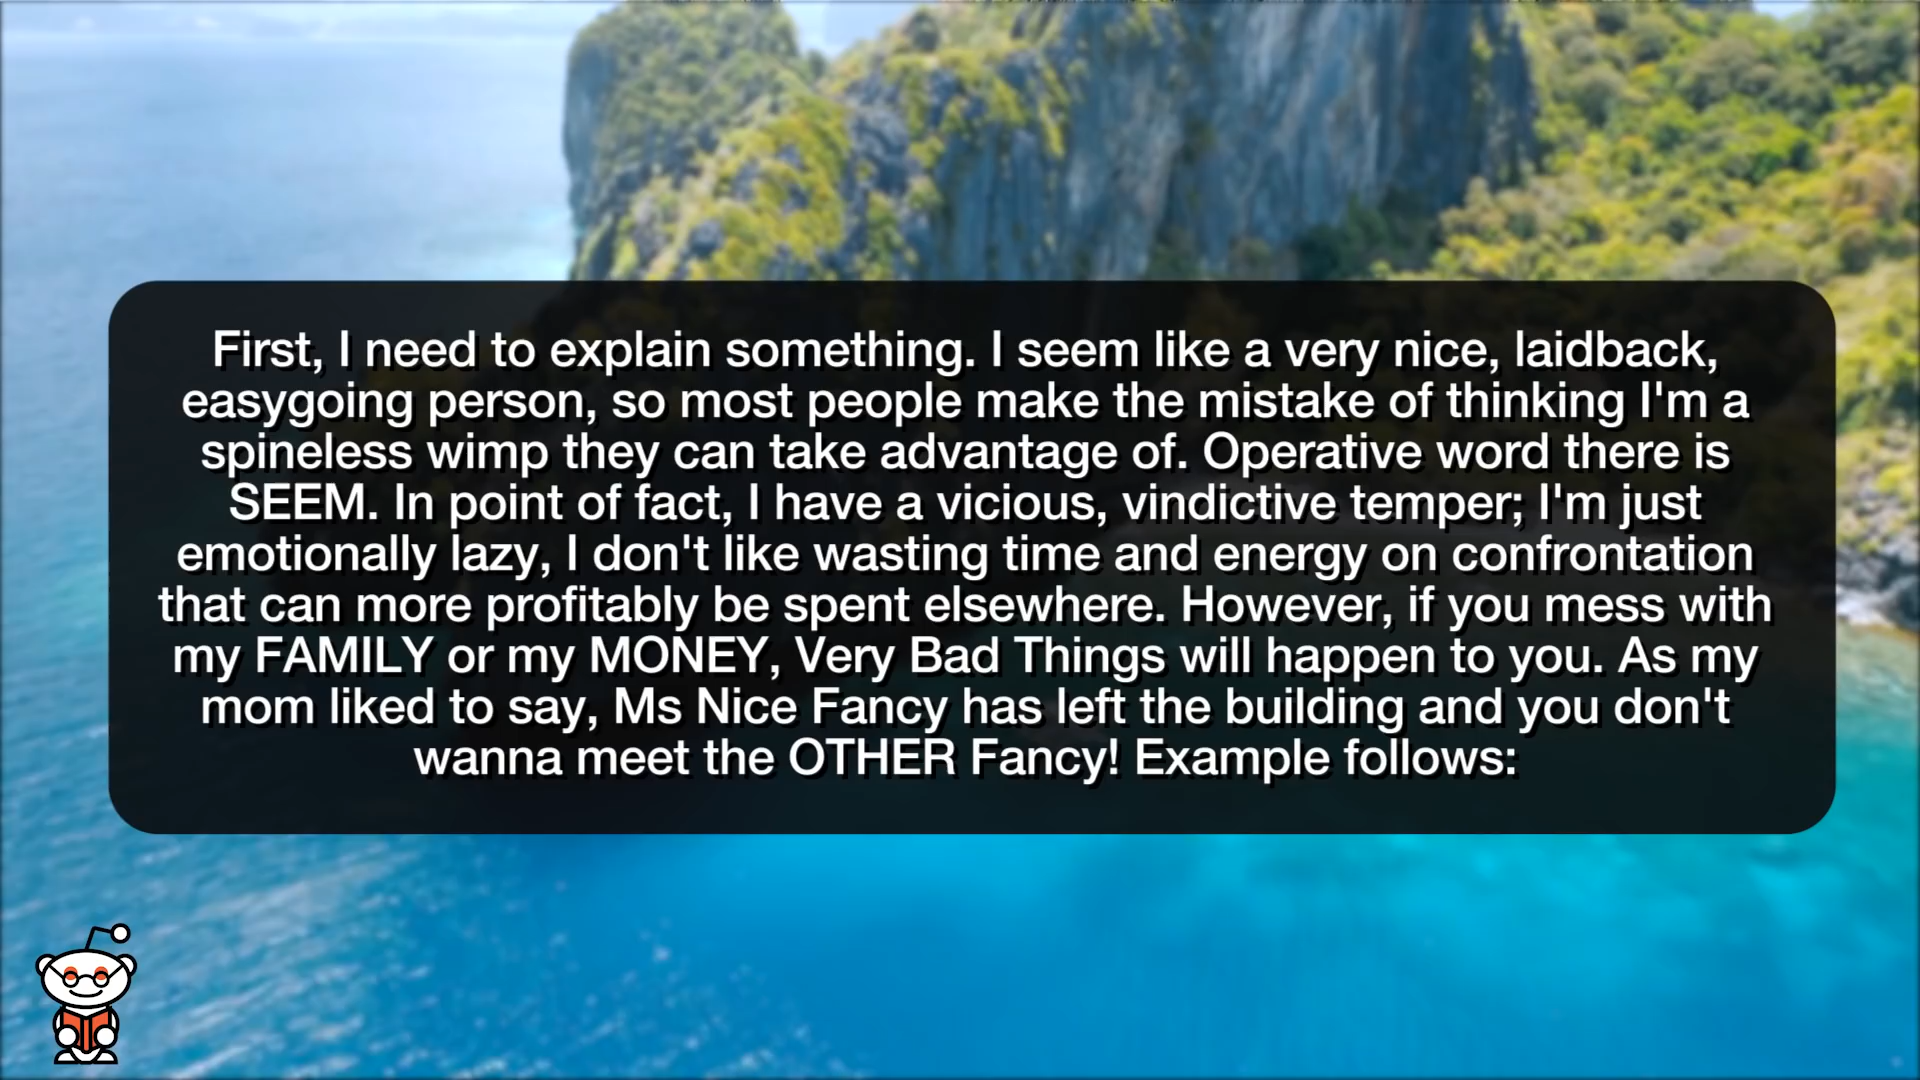 First, I need to explain something. I seem like a very nice, laidback,
easygoing person, so most people make the mistake of thinking I'm a
spineless wimp they can take advantage of. Operative word there is
SEEM. In point of fact, I have a vicious, vindictive temper; I'm just
emotionally lazy, I don't like wasting time and energy on confrontation
that can more profitably be spent elsewhere. However, if you mess with
my FAMILY or my MONEY, Very Bad Things will happen to you. As my
mom liked to say, Ms Nice Fancy has left the building and you don't
wanna meet the OTHER Fancy! Example follows: